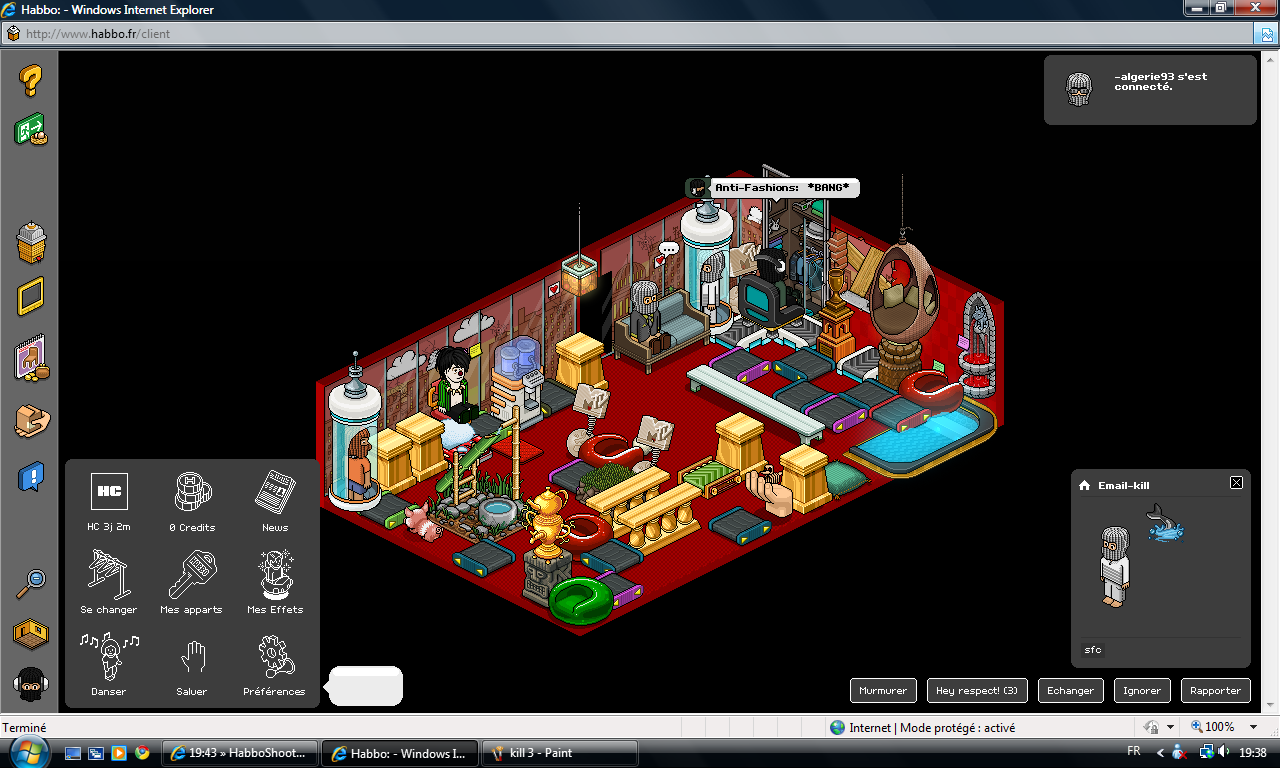 Habbo: - Windows Internet Explorer
http://www.habbo.fr/client
-algerie93 s'est
connecté.
Anti-Fashions: *BANG*
HC
HC 3j 2m
0 Credits
News
Se changer
Mes apparts
Mes Effets
Danser
Saluer
Préférences
Email-kill
sfc
Murmurer
Hey respect! (3)
Echanger
Ignorer
Rapporter
Terminé
Internet | Mode protégé : activé
100%
19:43 » HabboShoot...
Habbo: - Windows I...
kill 3 - Paint
FR
19:38